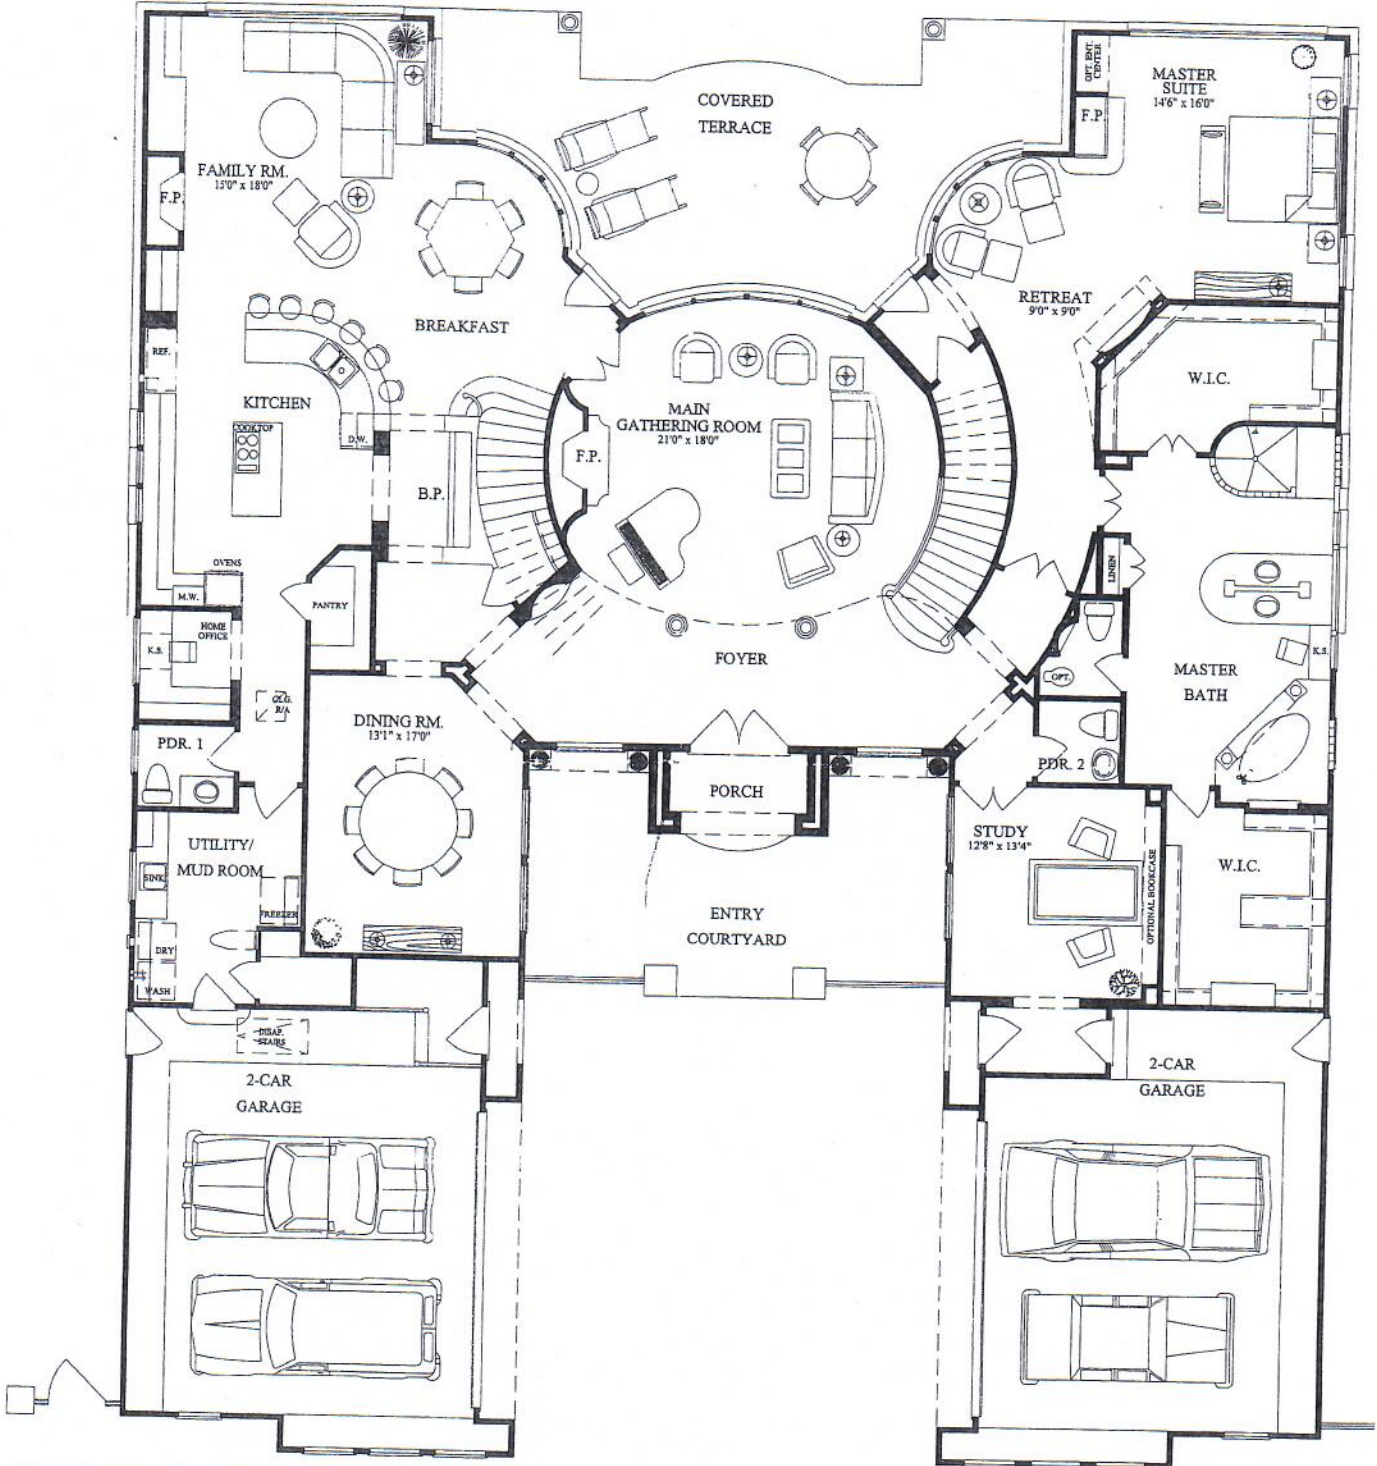 COVERED
TERRACE
OPT. ENT.
CENTER
MASTER
SUITE
14'6" x 16'0"
F.P.
FAMILY RM.
15'0" x 18'0"
F.P.
BREAKFAST
RETREAT
9'0" x 9'0"
REF.
W.I.C.
KITCHEN
COOKTOP
D.W.
MAIN
GATHERING ROOM
21'0" x 18'0"
F.P.
B.P.
OVENS
M.W.
PANTRY
LINEN
HOME
OFFICE
K.S.
FOYER
K.S.
OPT.
MASTER
BATH
CLG.
R/A
DINING RM.
13'1" x 17'0"
PDR. 1
PDR. 2
PORCH
UTILITY/
MUD ROOM
STUDY
12'8" x 13'4"
OPTIONAL BOOKCASE
W.I.C.
SINK
FREEZER
ENTRY
COURTYARD
DRY
WASH
DISAP.
STAIRS
2-CAR
GARAGE
2-CAR
GARAGE